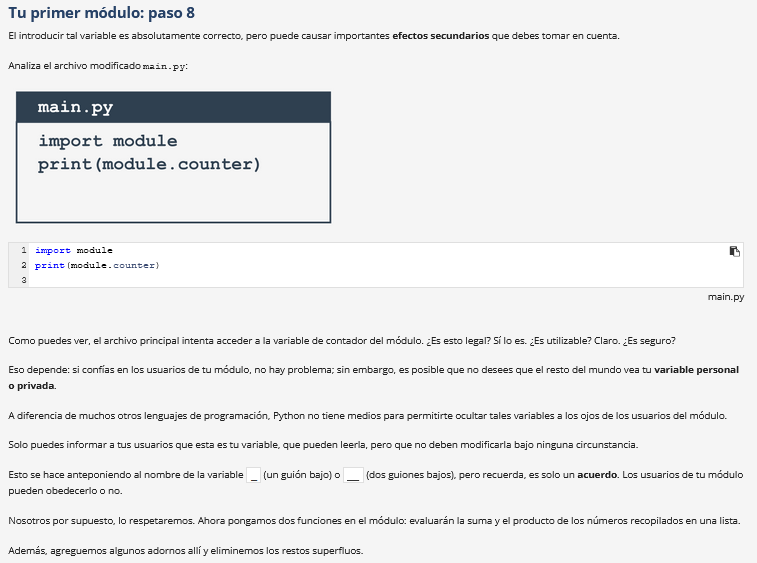 Tu primer módulo: paso 8
El introducir tal variable es absolutamente correcto, pero puede causar importantes efectos secundarios que debes tomar en cuenta.
Analiza el archivo modificado main.py:
main.py
import module
print(module.counter)
1 import module
2 print(module.counter)
3
main.py
Como puedes ver, el archivo principal intenta acceder a la variable de contador del módulo. ¿Es esto legal? Sí lo es. ¿Es utilizable? Claro. ¿Es seguro?
Eso depende: si confías en los usuarios de tu módulo, no hay problema; sin embargo, es posible que no desees que el resto del mundo vea tu variable personal
o privada.
A diferencia de muchos otros lenguajes de programación, Python no tiene medios para permitirte ocultar tales variables a los ojos de los usuarios del módulo.
Solo puedes informar a tus usuarios que esta es tu variable, que pueden leerla, pero que no deben modificarla bajo ninguna circunstancia.
Esto se hace anteponiendo al nombre de la variable _ (un guión bajo) o __ (dos guiones bajos), pero recuerda, es solo un acuerdo. Los usuarios de tu módulo
pueden obedecerlo o no.
Nosotros por supuesto, lo respetaremos. Ahora pongamos dos funciones en el módulo: evaluarán la suma y el producto de los números recopilados en una lista.
Además, agreguemos algunos adornos allí y eliminemos los restos superfluos.